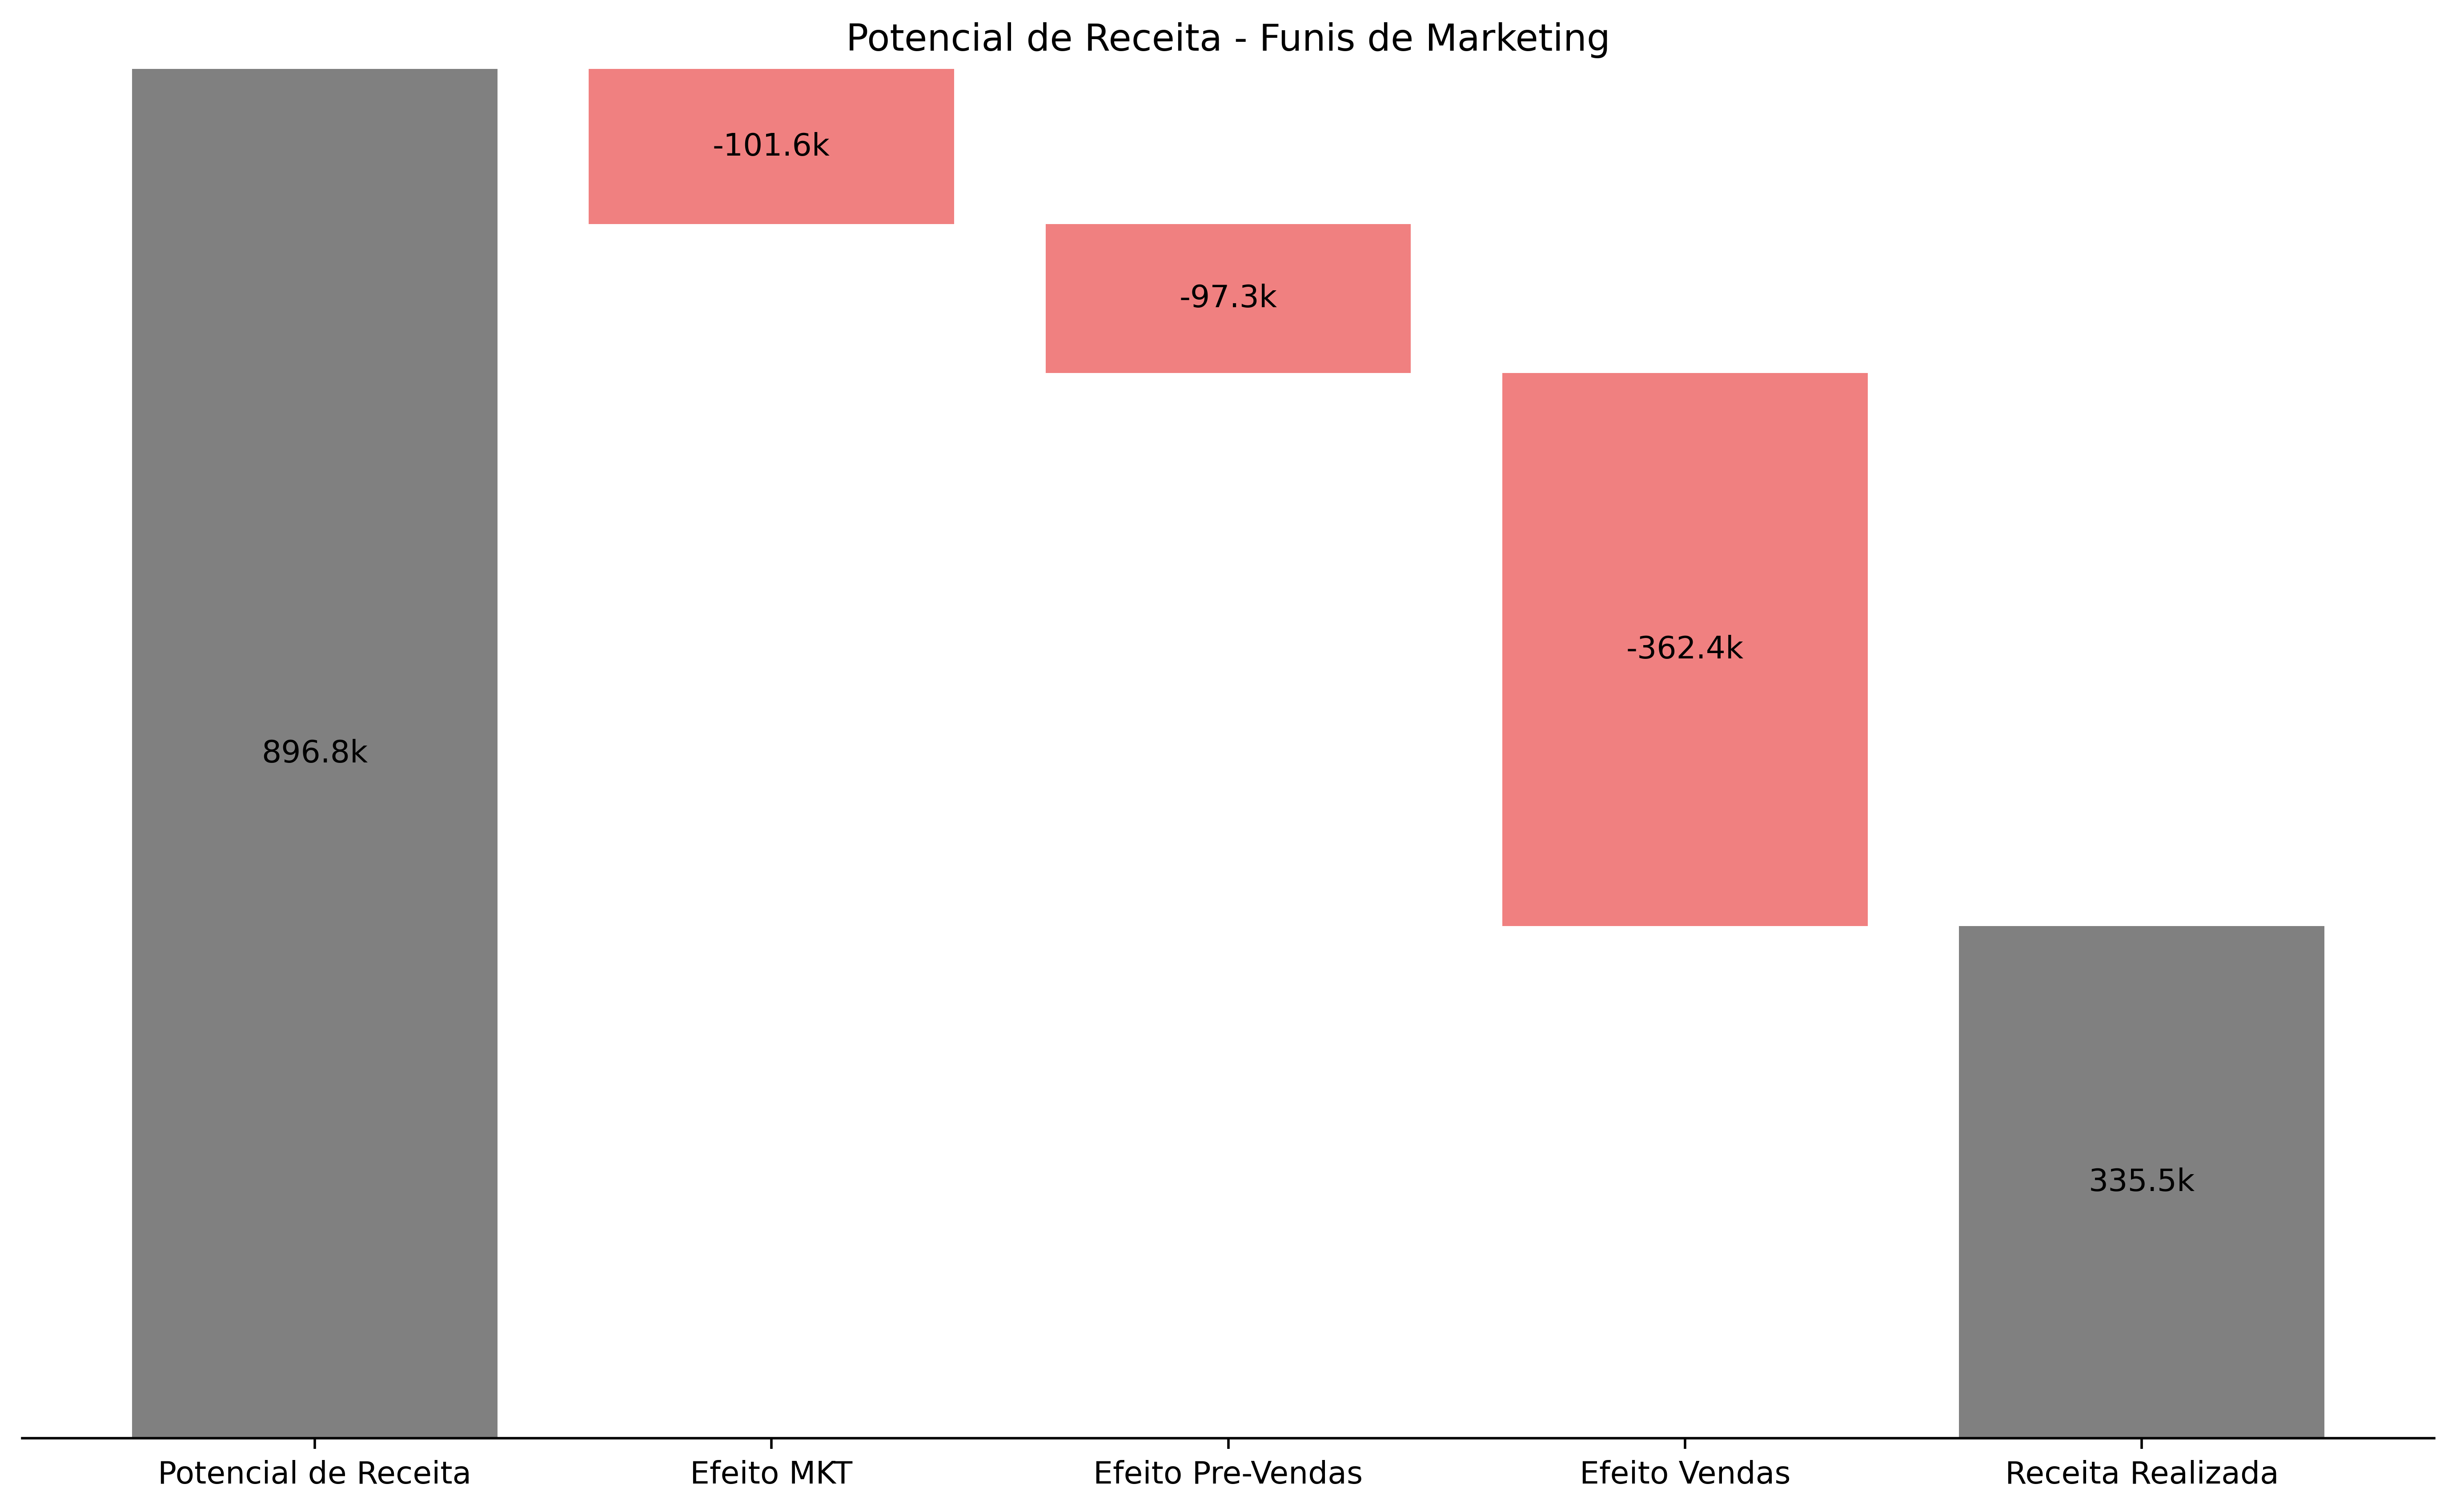 Potencial de Receita - Funis de Marketing
-101.6k
-97.3k
-362.4k
896.8k
335.5k
Potencial de Receita
Efeito MKT
Efeito Pre-Vendas
Efeito Vendas
Receita Realizada